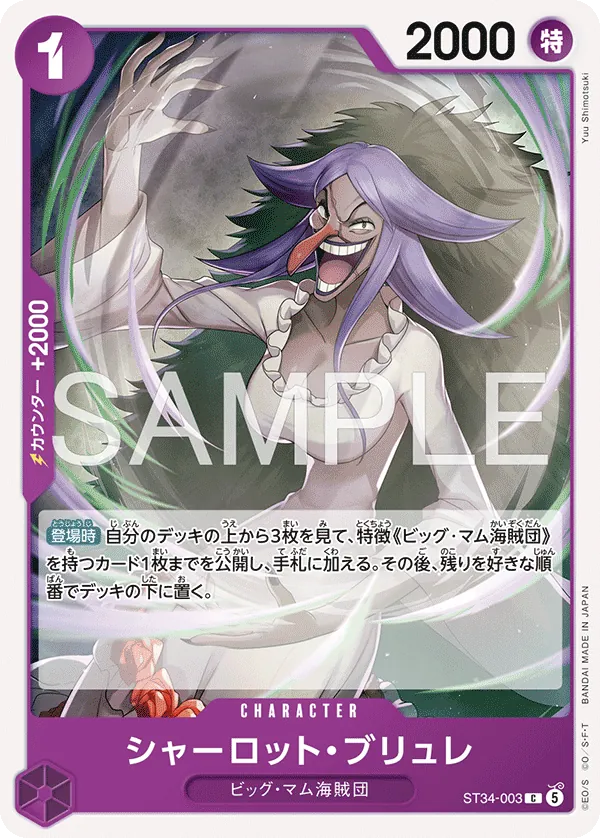 1
2000 特
Yuu Shimotsuki
カウンター +2000
SAMPLE
登場時 自分のデッキの上から3枚を見て、特徴《ビッグ・マム海賊団》
を持つカード1枚までを公開し、手札に加える。その後、残りを好きな順
番でデッキの下に置く。
CHARACTER
シャーロット・ブリュレ
ビッグ・マム海賊団
ST34-003 C 5
©E.O/S ©O/S・F・T BANDAI MADE IN JAPAN